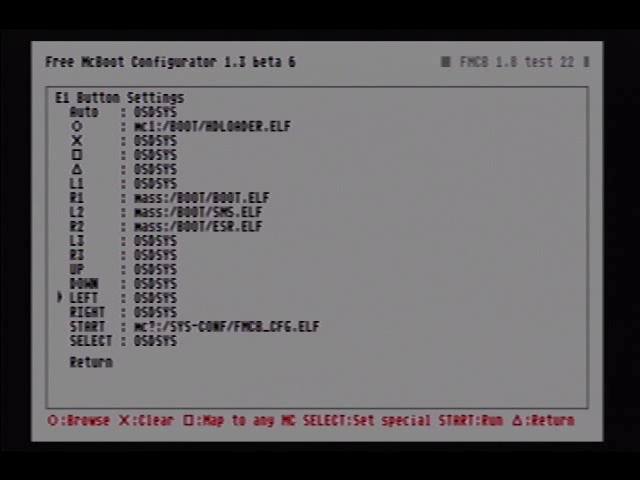 Free McBoot Configurator 1.3 beta 6
FMCB 1.8 test 22
E1 Button Settings
Auto : OSDSYS
○ : mc1:/BOOT/HDLOADER.ELF
X : OSDSYS
□ : OSDSYS
△ : OSDSYS
L1 : OSDSYS
R1 : mass:/BOOT/BOOT.ELF
L2 : mass:/BOOT/SMS.ELF
R2 : mass:/BOOT/ESR.ELF
L3 : OSDSYS
R3 : OSDSYS
UP : OSDSYS
DOWN : OSDSYS
LEFT : OSDSYS
RIGHT : OSDSYS
START : mc?:/SYS-CONF/FMCB_CFG.ELF
SELECT : OSDSYS
Return
○:Browse X:Clear □:Map to any MC SELECT:Set special START:Run △:Return